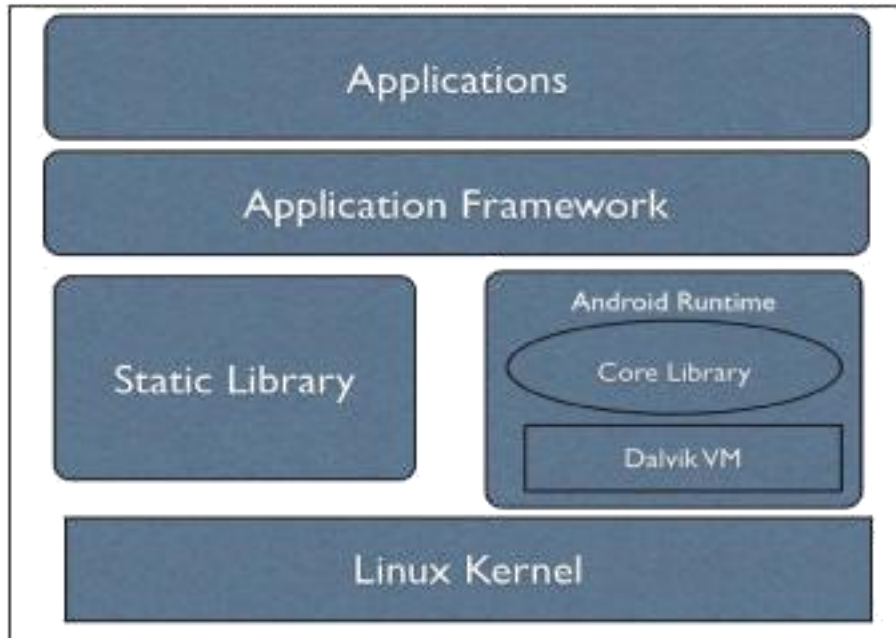 Applications
Application Framework
Static Library
Android Runtime
Core Library
Dalvik VM
Linux Kernel